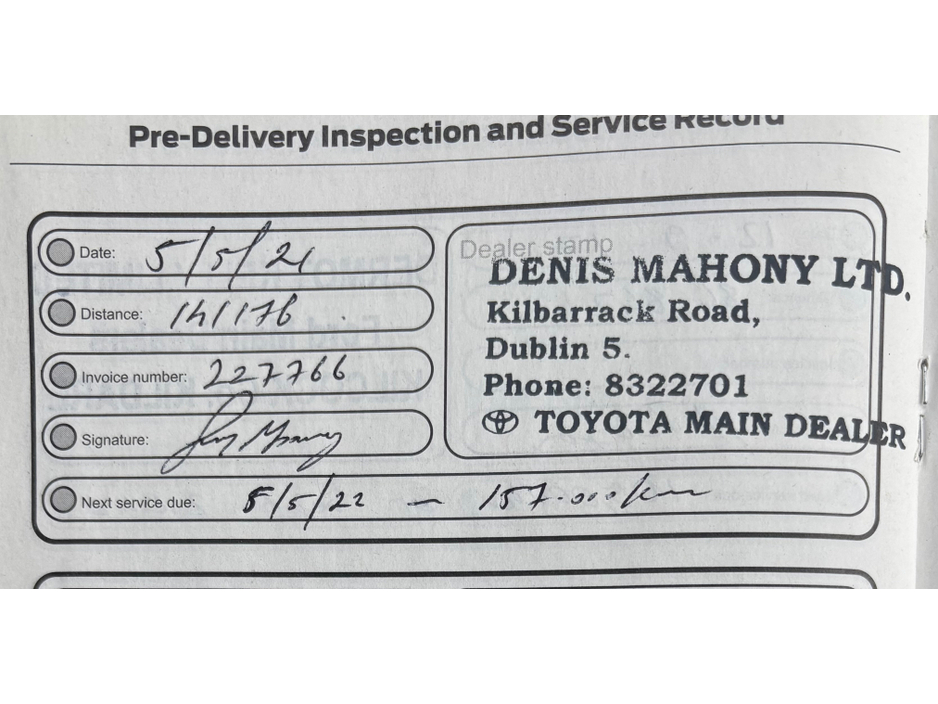 Pre-Delivery Inspection and Service Record
Date: 5/5/21
Dealer stamp
DENIS MAHONY LTD.
Distance: 141176
Kilbarrack Road,
Dublin 5.
Invoice number: 227766
Phone: 8322701
Signature:
TOYOTA MAIN DEALER
Next service due: 5/5/22 – 157.000km